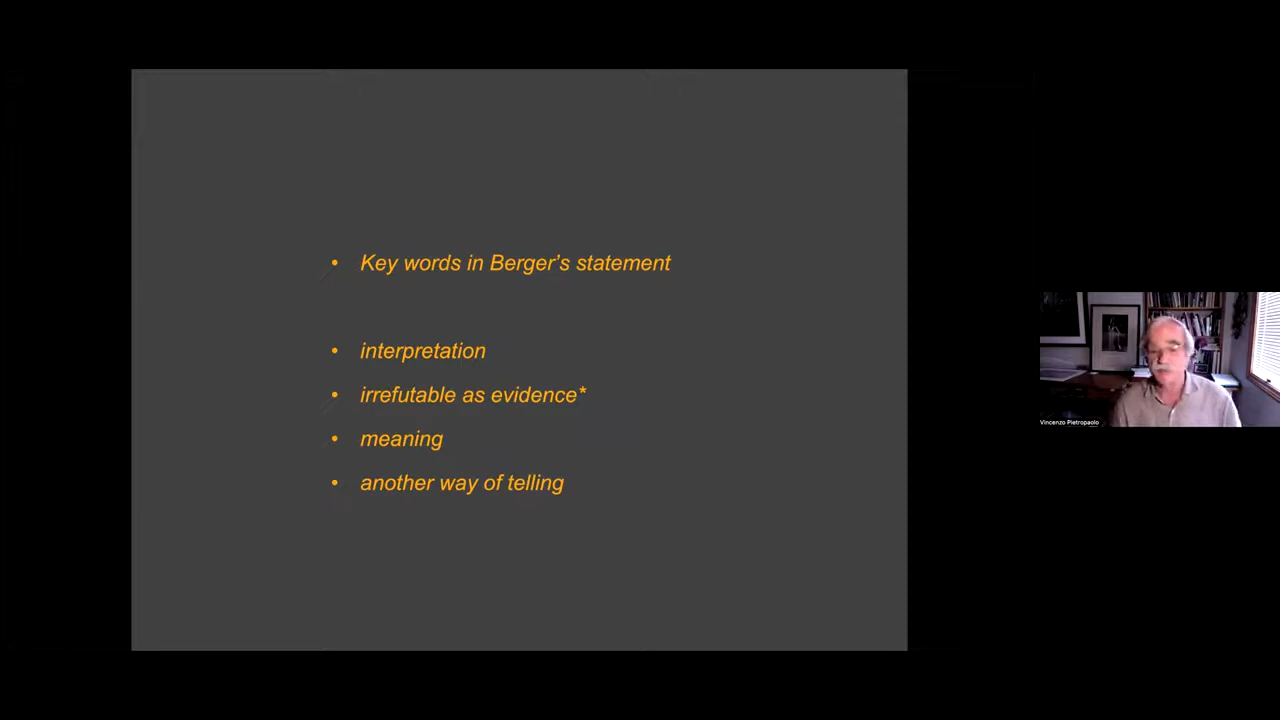 • Key words in Berger’s statement
• interpretation
• irrefutable as evidence*
• meaning
• another way of telling
Vincenzo Pietropaolo